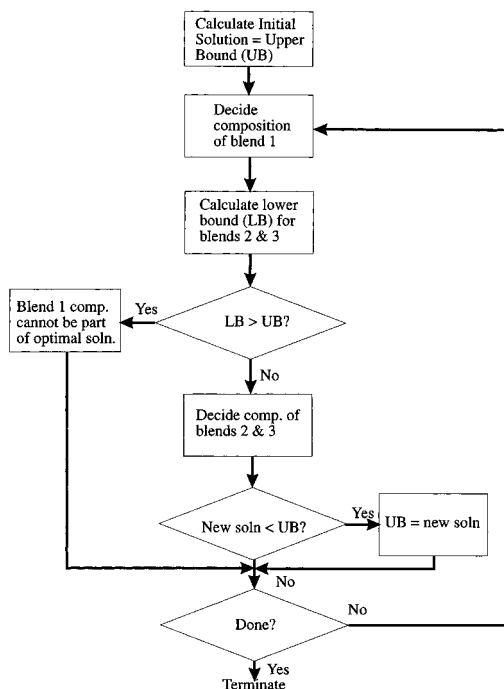 Calculate Initial
Solution = Upper
Bound (UB)
Decide
composition
of blend 1
Calculate lower
bound (LB) for
blends 2 & 3
Blend 1 comp.
cannot be part
of optimal soln.
Yes
LB > UB?
No
Decide comp. of
blends 2 & 3
New soln < UB?
Yes
UB = new soln
No
Done?
No
Yes
Terminate